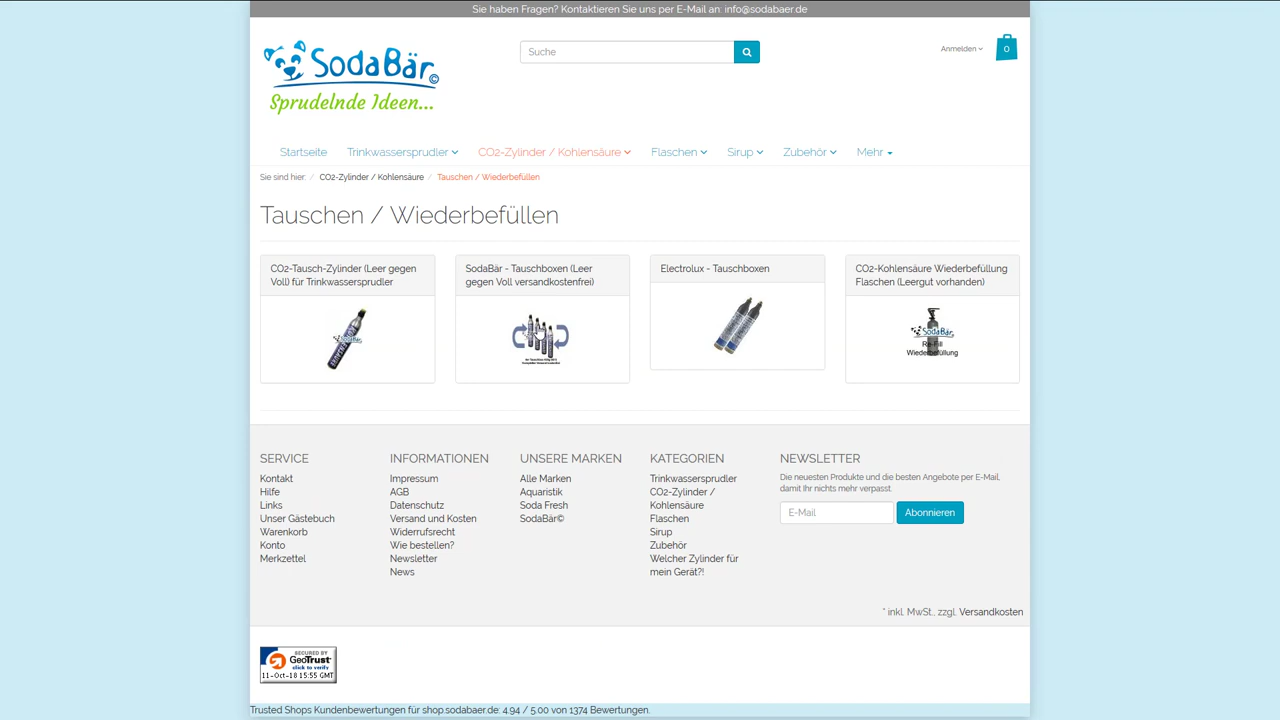 Sie haben Fragen? Kontaktieren Sie uns per E-Mail an: info@sodabaer.de
SodaBär©
Sprudelnde Ideen...
Suche
Anmelden
0
Startseite Trinkwassersprudler CO2-Zylinder / Kohlensäure Flaschen Sirup Zubehör Mehr
Sie sind hier: / CO2-Zylinder / Kohlensäure / Tauschen / Wiederbefüllen
Tauschen / Wiederbefüllen
CO2-Tausch-Zylinder (Leer gegen
Voll) für Trinkwassersprudler
SodaBär - Tauschboxen (Leer
gegen Voll versandkostenfrei)
Electrolux - Tauschboxen
CO2-Kohlensäure Wiederbefüllung
Flaschen (Leergut vorhanden)
SodaBär
Re-Fill
Wiederbefüllung
SERVICE
Kontakt
Hilfe
Links
Unser Gästebuch
Warenkorb
Konto
Merkzettel
INFORMATIONEN
Impressum
AGB
Datenschutz
Versand und Kosten
Widerrufsrecht
Wie bestellen?
Newsletter
News
UNSERE MARKEN
Alle Marken
Aquaristik
Soda Fresh
SodaBär©
KATEGORIEN
Trinkwassersprudler
CO2-Zylinder /
Kohlensäure
Flaschen
Sirup
Zubehör
Welcher Zylinder für
mein Gerät?!
NEWSLETTER
Die neuesten Produkte und die besten Angebote per E-Mail,
damit Ihr nichts mehr verpasst.
E-Mail
Abonnieren
* inkl. MwSt., zzgl. Versandkosten
SECURED BY
GeoTrust
click to verify
11-Oct-18 15:55 GMT
Trusted Shops Kundenbewertungen für shop.sodabaer.de: 4.94 / 5.00 von 1374 Bewertungen.